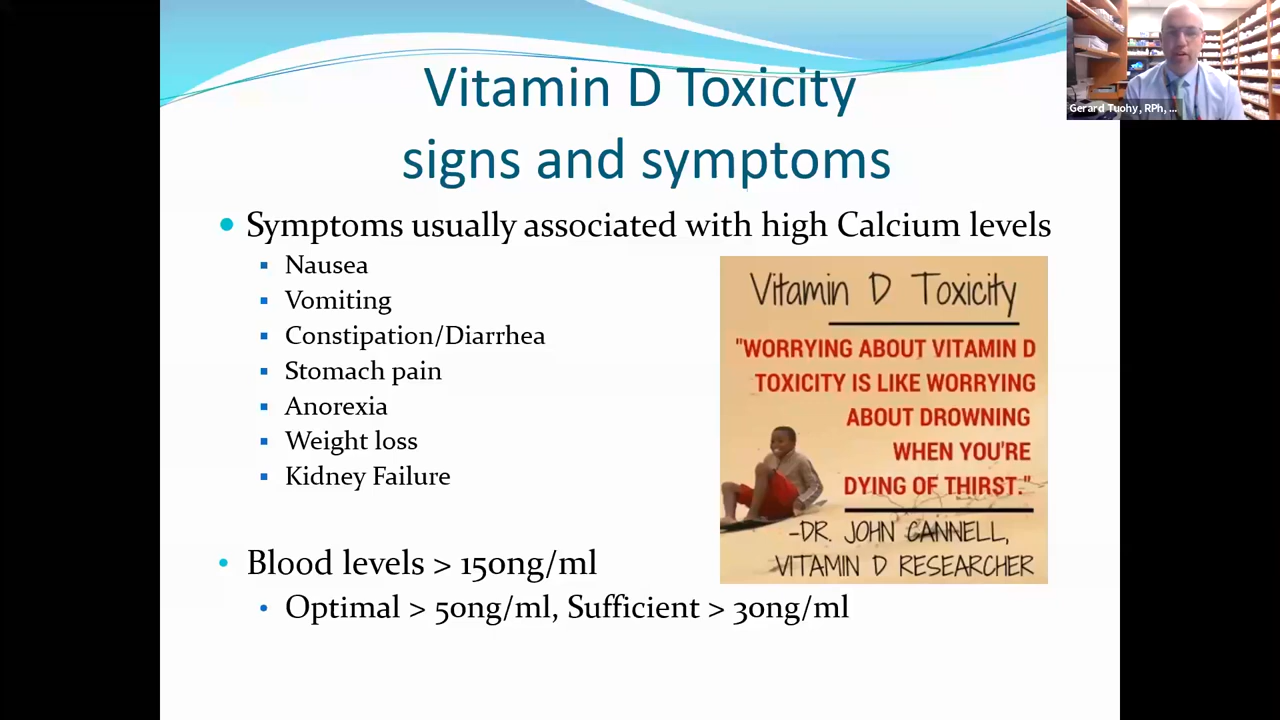 Vitamin D Toxicity
signs and symptoms
Gerard Tuohy, RPh, ...
Symptoms usually associated with high Calcium levels
Nausea
Vomiting
Constipation/Diarrhea
Stomach pain
Anorexia
Weight loss
Kidney Failure
Vitamin D Toxicity
"WORRYING ABOUT VITAMIN D
TOXICITY IS LIKE WORRYING
ABOUT DROWNING
WHEN YOU'RE
DYING OF THIRST."
-DR. JOHN CANNELL,
VITAMIN D RESEARCHER
Blood levels > 150ng/ml
Optimal > 50ng/ml, Sufficient > 30ng/ml